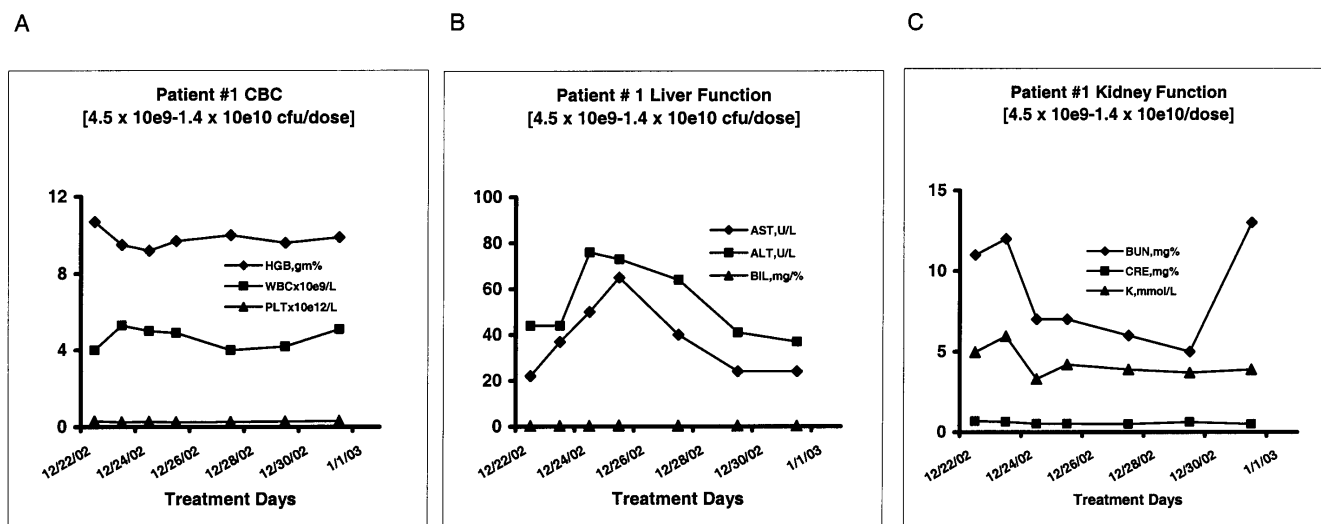 A
B
C
Patient #1 CBC
[4.5 x 10e9-1.4 x 10e10 cfu/dose]
12
8
4
0
HGB,gm%
WBCx10e9/L
PLTx10e12/L
12/22/02
12/24/02
12/26/02
12/28/02
12/30/02
1/1/03
Treatment Days
Patient # 1 Liver Function
[4.5 x 10e9-1.4 x 10e10 cfu/dose]
100
80
60
40
20
0
AST,U/L
ALT,U/L
BIL,mg/%
12/22/02
12/24/02
12/26/02
12/28/02
12/30/02
1/1/03
Treatment Days
Patient #1 Kidney Function
[4.5 x 10e9-1.4 x 10e10/dose]
15
10
5
0
BUN,mg%
CRE,mg%
K,mmol/L
12/22/02
12/24/02
12/26/02
12/28/02
12/30/02
1/1/03
Treatment Days